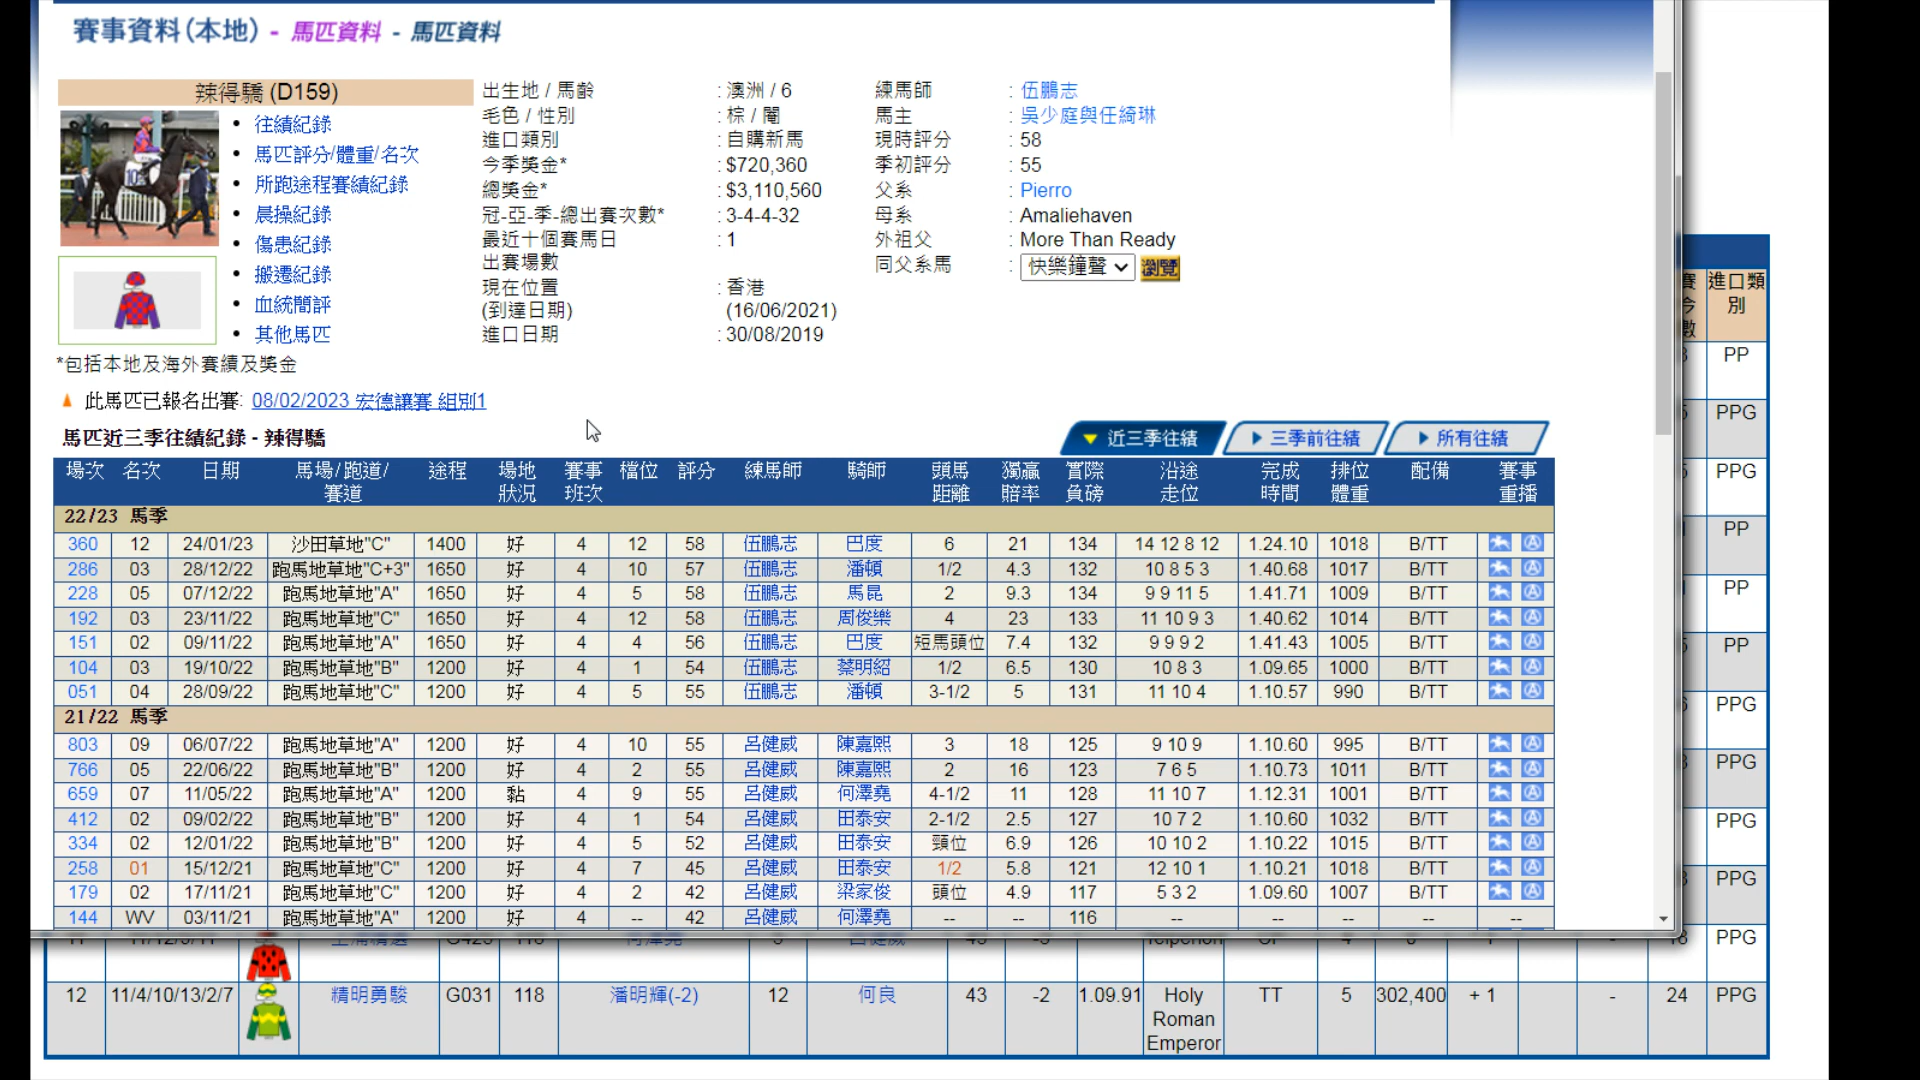 賽事資料(本地) - 馬匹資料 - 馬匹資料
辣得驕 (D159)
往績紀錄
馬匹評分/體重/名次
所跑途程賽績紀錄
晨操紀錄
傷患紀錄
搬遷紀錄
血統簡評
其他馬匹
出生地 / 馬齡 : 澳洲 / 6
毛色 / 性別 : 棕 / 閹
進口類別 : 自購新馬
今季獎金* : $720,360
總獎金* : $3,110,560
冠-亞-季-總出賽次數* : 3-4-4-32
最近十個賽馬日 : 1
出賽場數
現在位置 : 香港
(到達日期) (16/06/2021)
進口日期 : 30/08/2019
練馬師 : 伍鵬志
馬主 : 吳少庭與任綺琳
現時評分 : 58
季初評分 : 55
父系 : Pierro
母系 : Amaliehaven
外祖父 : More Than Ready
同父系馬 : 快樂鐘聲 瀏覽
*包括本地及海外賽績及獎金
此馬匹已報名出賽: 08/02/2023 宏德讓賽 組別1
馬匹近三季往績紀錄 - 辣得驕
近三季往績 三季前往績 所有往績
場次 名次 日期 馬場/跑道/賽道 途程 場地狀況 賽事班次 檔位 評分 練馬師 騎師 頭馬距離 獨贏賠率 實際負磅 沿途走位 完成時間 排位體重 配備 賽事重播
22/23 馬季
360 12 24/01/23 沙田草地"C" 1400 好 4 12 58 伍鵬志 巴度 6 21 134 14 12 8 12 1.24.10 1018 B/TT
286 03 28/12/22 跑馬地草地"C+3" 1650 好 4 10 57 伍鵬志 潘頓 1/2 4.3 132 10 8 5 3 1.40.68 1017 B/TT
228 05 07/12/22 跑馬地草地"A" 1650 好 4 5 58 伍鵬志 馬昆 2 9.3 134 9 9 11 5 1.41.71 1009 B/TT
192 03 23/11/22 跑馬地草地"C" 1650 好 4 12 58 伍鵬志 周俊樂 4 23 133 11 10 9 3 1.40.62 1014 B/TT
151 02 09/11/22 跑馬地草地"A" 1650 好 4 4 56 伍鵬志 巴度 短馬頭位 7.4 132 9 9 9 2 1.41.43 1005 B/TT
104 03 19/10/22 跑馬地草地"B" 1200 好 4 1 54 伍鵬志 蔡明紹 1/2 6.5 130 10 8 3 1.09.65 1000 B/TT
051 04 28/09/22 跑馬地草地"C" 1200 好 4 5 55 伍鵬志 潘頓 3-1/2 5 131 11 10 4 1.10.57 990 B/TT
21/22 馬季
803 09 06/07/22 跑馬地草地"A" 1200 好 4 10 55 呂健威 陳嘉熙 3 18 125 9 10 9 1.10.60 995 B/TT
766 05 22/06/22 跑馬地草地"B" 1200 好 4 2 55 呂健威 陳嘉熙 2 16 123 7 6 5 1.10.73 1011 B/TT
659 07 11/05/22 跑馬地草地"A" 1200 黏 4 9 55 呂健威 何澤堯 4-1/2 11 128 11 10 7 1.12.31 1001 B/TT
412 02 09/02/22 跑馬地草地"B" 1200 好 4 1 54 呂健威 田泰安 2-1/2 2.5 127 10 7 2 1.10.60 1032 B/TT
334 02 12/01/22 跑馬地草地"B" 1200 好 4 5 52 呂健威 田泰安 頸位 6.9 126 10 10 2 1.10.22 1015 B/TT
258 01 15/12/21 跑馬地草地"C" 1200 好 4 7 45 呂健威 田泰安 1/2 5.8 121 12 10 1 1.10.21 1018 B/TT
179 02 17/11/21 跑馬地草地"C" 1200 好 4 2 42 呂健威 梁家俊 頭位 4.9 117 5 3 2 1.09.60 1007 B/TT
144 WV 03/11/21 跑馬地草地"A" 1200 好 4 -- 42 呂健威 何澤堯 -- -- 116 -- -- -- -- --
進口類別
PP
PPG
PPG
PP
PP
PP
PPG
PPG
PPG
PPG
PPG
12 11/4/10/13/2/7 精明勇駿 G031 118 潘明輝(-2) 12 何良 43 -2 1.09.91 Holy Roman Emperor TT 5 302,400 + 1 - 24 PPG